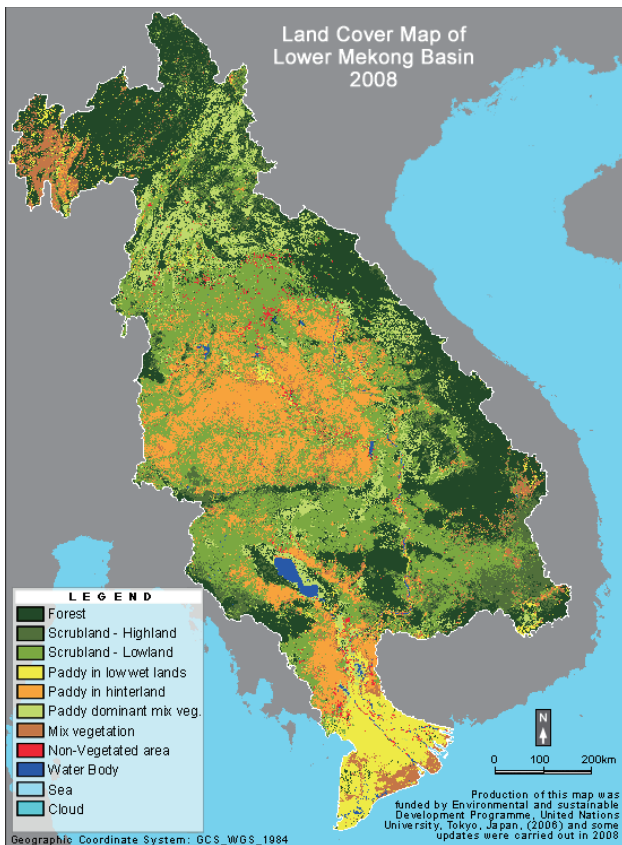 Land Cover Map of
Lower Mekong Basin
2008
LEGEND
Forest
Scrubland - Highland
Scrubland - Lowland
Paddy in lowwet lands
Paddy in hinterland
Paddy dominant mix veg.
Mix vegetation
Non-Vegetated area
Water Body
Sea
Cloud
N
0 100 200km
Production of this map was
funded by Environmental and sustainable
Development Programme, United Nations
University, Tokyo, Japan, (2006) and some
updates were carried out in 2008
Geographic Coordinate System: GCS_WGS_1984